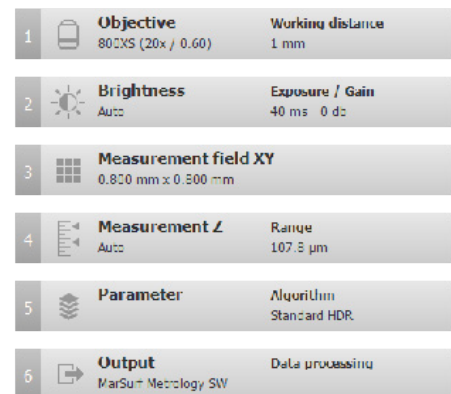 1
Objective
Working distance
800XS (20x / 0.60)
1 mm
2
Brightness
Exposure / Gain
Auto
40 ms 0 db
3
Measurement field XY
0.800 mm x 0.800 mm
4
Measurement Z
Range
Auto
107.8 µm
5
Parameter
Algorithm
Standard HDR
6
Output
Data processing
MarSurf Metrology SW